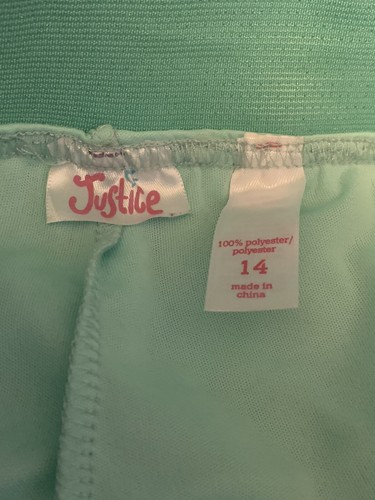 Justice
100% polyester/
polyester
14
made in
china